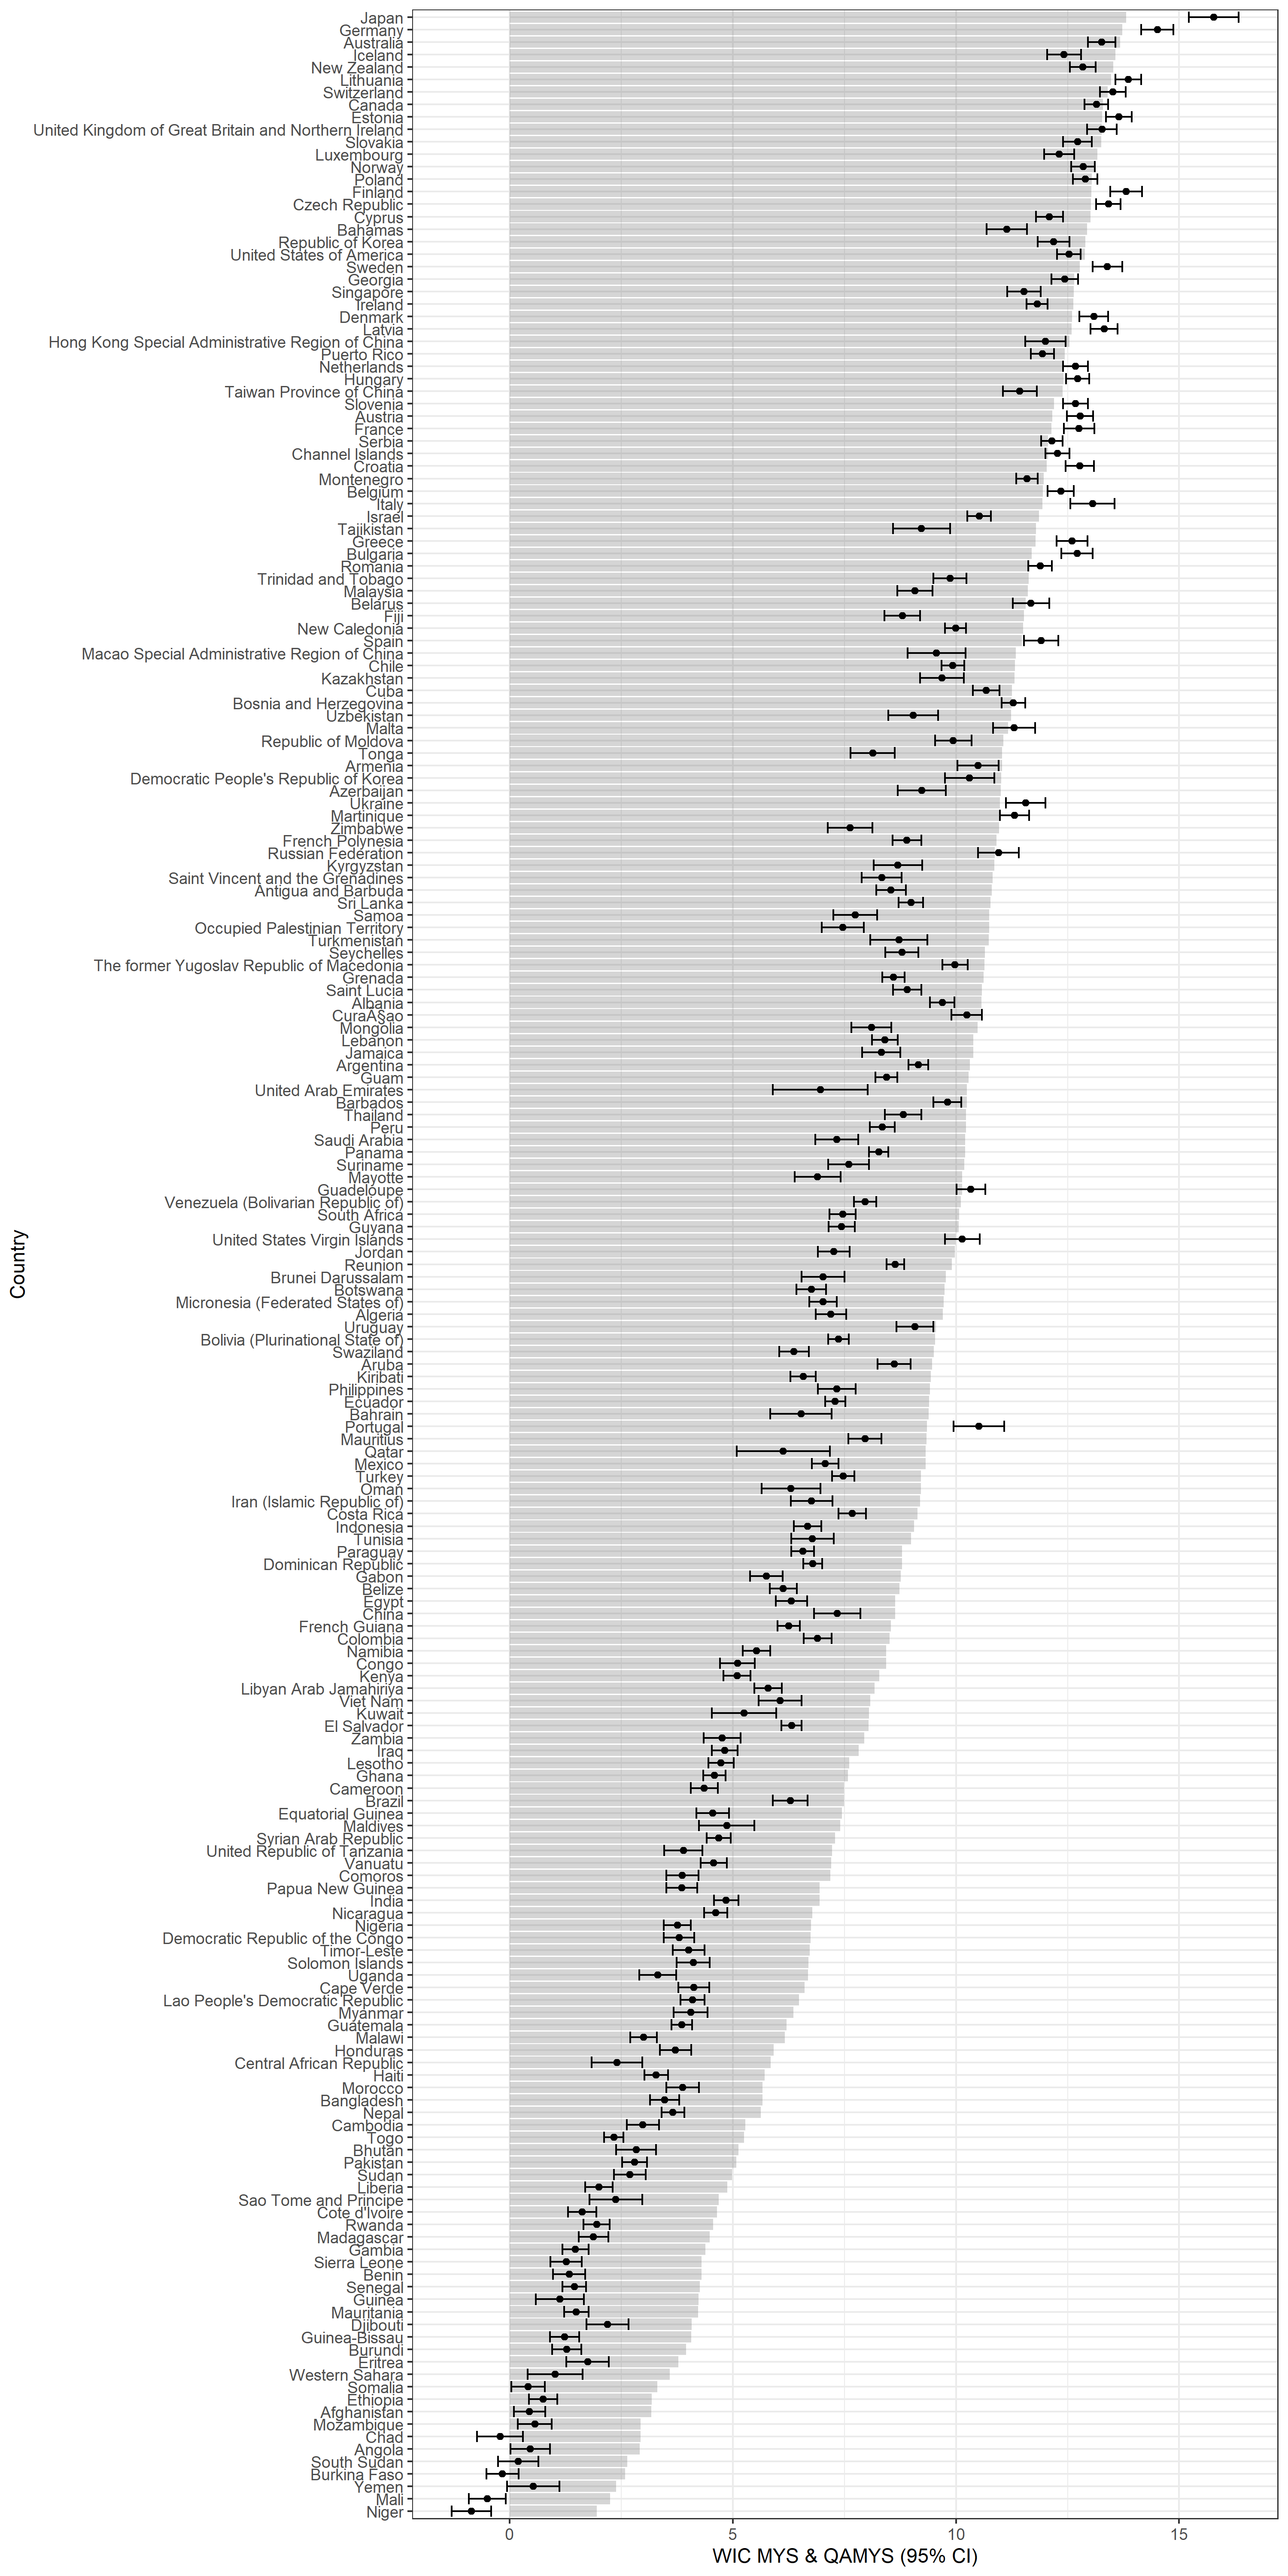 Japan
Germany
Australia
Iceland
New Zealand
Lithuania
Switzerland
Canada
Estonia
United Kingdom of Great Britain and Northern Ireland
Slovakia
Luxembourg
Norway
Poland
Finland
Czech Republic
Cyprus
Bahamas
Republic of Korea
United States of America
Sweden
Georgia
Singapore
Ireland
Denmark
Latvia
Hong Kong Special Administrative Region of China
Puerto Rico
Netherlands
Hungary
Taiwan Province of China
Slovenia
Austria
France
Serbia
Channel Islands
Croatia
Montenegro
Belgium
Italy
Israel
Tajikistan
Greece
Bulgaria
Romania
Trinidad and Tobago
Malaysia
Belarus
Fiji
New Caledonia
Spain
Macao Special Administrative Region of China
Chile
Kazakhstan
Cuba
Bosnia and Herzegovina
Uzbekistan
Malta
Republic of Moldova
Tonga
Armenia
Democratic People's Republic of Korea
Azerbaijan
Ukraine
Martinique
Zimbabwe
French Polynesia
Russian Federation
Kyrgyzstan
Saint Vincent and the Grenadines
Antigua and Barbuda
Sri Lanka
Samoa
Occupied Palestinian Territory
Turkmenistan
Seychelles
The former Yugoslav Republic of Macedonia
Grenada
Saint Lucia
Albania
CuraÃ§ao
Mongolia
Lebanon
Jamaica
Argentina
Guam
United Arab Emirates
Barbados
Thailand
Peru
Saudi Arabia
Panama
Suriname
Mayotte
Guadeloupe
Venezuela (Bolivarian Republic of)
South Africa
Guyana
United States Virgin Islands
Jordan
Reunion
Brunei Darussalam
Botswana
Micronesia (Federated States of)
Algeria
Uruguay
Bolivia (Plurinational State of)
Swaziland
Aruba
Kiribati
Philippines
Ecuador
Bahrain
Portugal
Mauritius
Qatar
Mexico
Turkey
Oman
Iran (Islamic Republic of)
Costa Rica
Indonesia
Tunisia
Paraguay
Dominican Republic
Gabon
Belize
Egypt
China
French Guiana
Colombia
Namibia
Congo
Kenya
Libyan Arab Jamahiriya
Viet Nam
Kuwait
El Salvador
Zambia
Iraq
Lesotho
Ghana
Cameroon
Brazil
Equatorial Guinea
Maldives
Syrian Arab Republic
United Republic of Tanzania
Vanuatu
Comoros
Papua New Guinea
India
Nicaragua
Nigeria
Democratic Republic of the Congo
Timor-Leste
Solomon Islands
Uganda
Cape Verde
Lao People's Democratic Republic
Myanmar
Guatemala
Malawi
Honduras
Central African Republic
Haiti
Morocco
Bangladesh
Nepal
Cambodia
Togo
Bhutan
Pakistan
Sudan
Liberia
Sao Tome and Principe
Cote d'Ivoire
Rwanda
Madagascar
Gambia
Sierra Leone
Benin
Senegal
Guinea
Mauritania
Djibouti
Guinea-Bissau
Burundi
Eritrea
Western Sahara
Somalia
Ethiopia
Afghanistan
Mozambique
Chad
Angola
South Sudan
Burkina Faso
Yemen
Mali
Niger
Country
0 5 10 15
WIC MYS & QAMYS (95% CI)